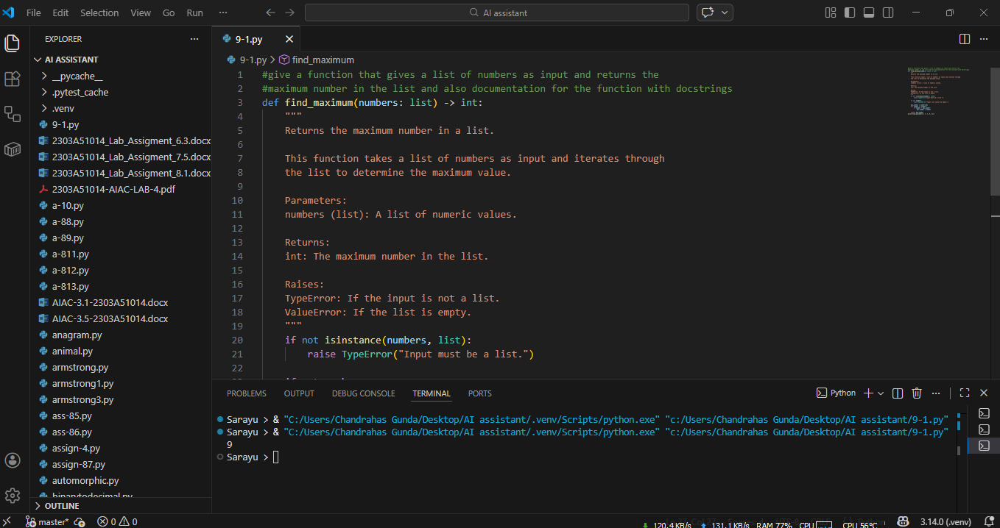 File Edit Selection View Go Run ···
AI assistant
EXPLORER ···
AI ASSISTANT
__pycache__
.pytest_cache
.venv
9-1.py
2303A51014_Lab_Assigment_6.3.docx
2303A51014_Lab_Assigment_7.5.docx
2303A51014_Lab_Assigment_8.1.docx
2303A51014-AIAC-LAB-4.pdf
a-10.py
a-88.py
a-89.py
a-811.py
a-812.py
a-813.py
AIAC-3.1-2303A51014.docx
AIAC-3.5-2303A51014.docx
anagram.py
animal.py
armstrong.py
armstrong1.py
armstrong3.py
ass-85.py
ass-86.py
assign-4.py
assign-87.py
automorphic.py
binarytodecimal.py
OUTLINE
9-1.py
9-1.py > find_maximum
1 #give a function that gives a list of numbers as input and returns the
2 #maximum number in the list and also documentation for the function with docstrings
3 def find_maximum(numbers: list) -> int:
4 """
5 Returns the maximum number in a list.
6
7 This function takes a list of numbers as input and iterates through
8 the list to determine the maximum value.
9
10 Parameters:
11 numbers (list): A list of numeric values.
12
13 Returns:
14 int: The maximum number in the list.
15
16 Raises:
17 TypeError: If the input is not a list.
18 ValueError: If the list is empty.
19 """
20 if not isinstance(numbers, list):
21 raise TypeError("Input must be a list.")
22
PROBLEMS OUTPUT DEBUG CONSOLE TERMINAL PORTS
Python
Sarayu > & "C:/Users/Chandrahas Gunda/Desktop/AI assistant/.venv/Scripts/python.exe" "c:/Users/Chandrahas Gunda/Desktop/AI assistant/9-1.py"
Sarayu > & "C:/Users/Chandrahas Gunda/Desktop/AI assistant/.venv/Scripts/python.exe" "c:/Users/Chandrahas Gunda/Desktop/AI assistant/9-1.py"
9
Sarayu >
master* 0 0
120.4 KB/s 131.1 KB/s RAM 77% CPU CPU 56°C
3.14.0 (.venv)